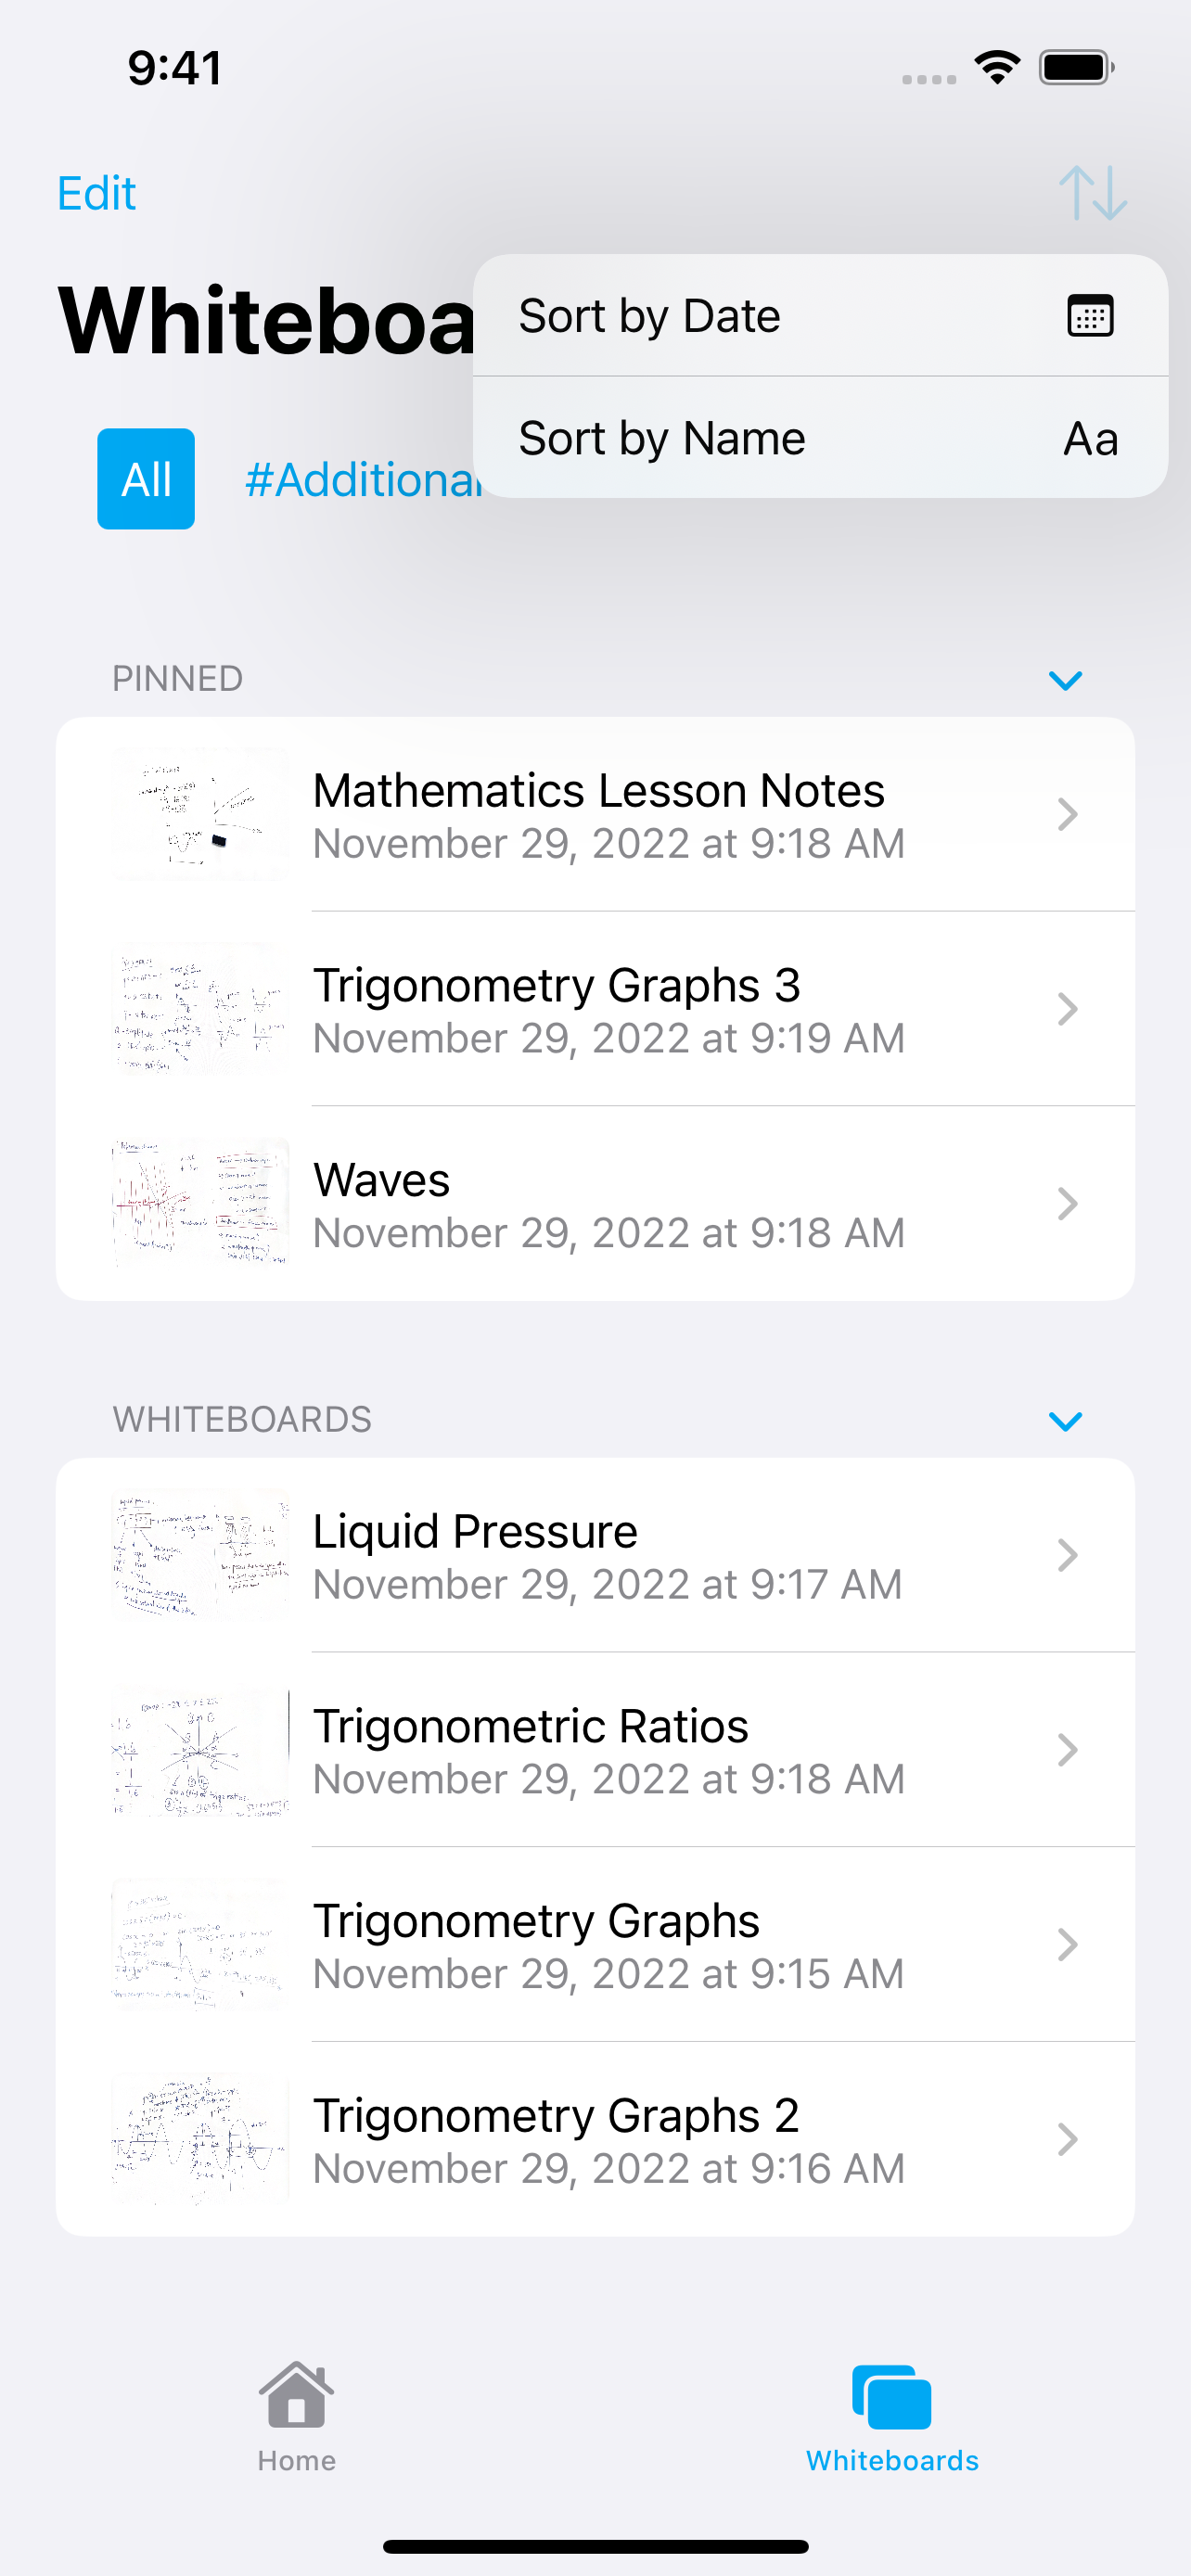 9:41
Edit
Whiteboa
Sort by Date
Sort by Name
Aa
All
#Additional
PINNED
Mathematics Lesson Notes
November 29, 2022 at 9:18 AM
Trigonometry Graphs 3
November 29, 2022 at 9:19 AM
Waves
November 29, 2022 at 9:18 AM
WHITEBOARDS
Liquid Pressure
November 29, 2022 at 9:17 AM
Trigonometric Ratios
November 29, 2022 at 9:18 AM
Trigonometry Graphs
November 29, 2022 at 9:15 AM
Trigonometry Graphs 2
November 29, 2022 at 9:16 AM
Home
Whiteboards